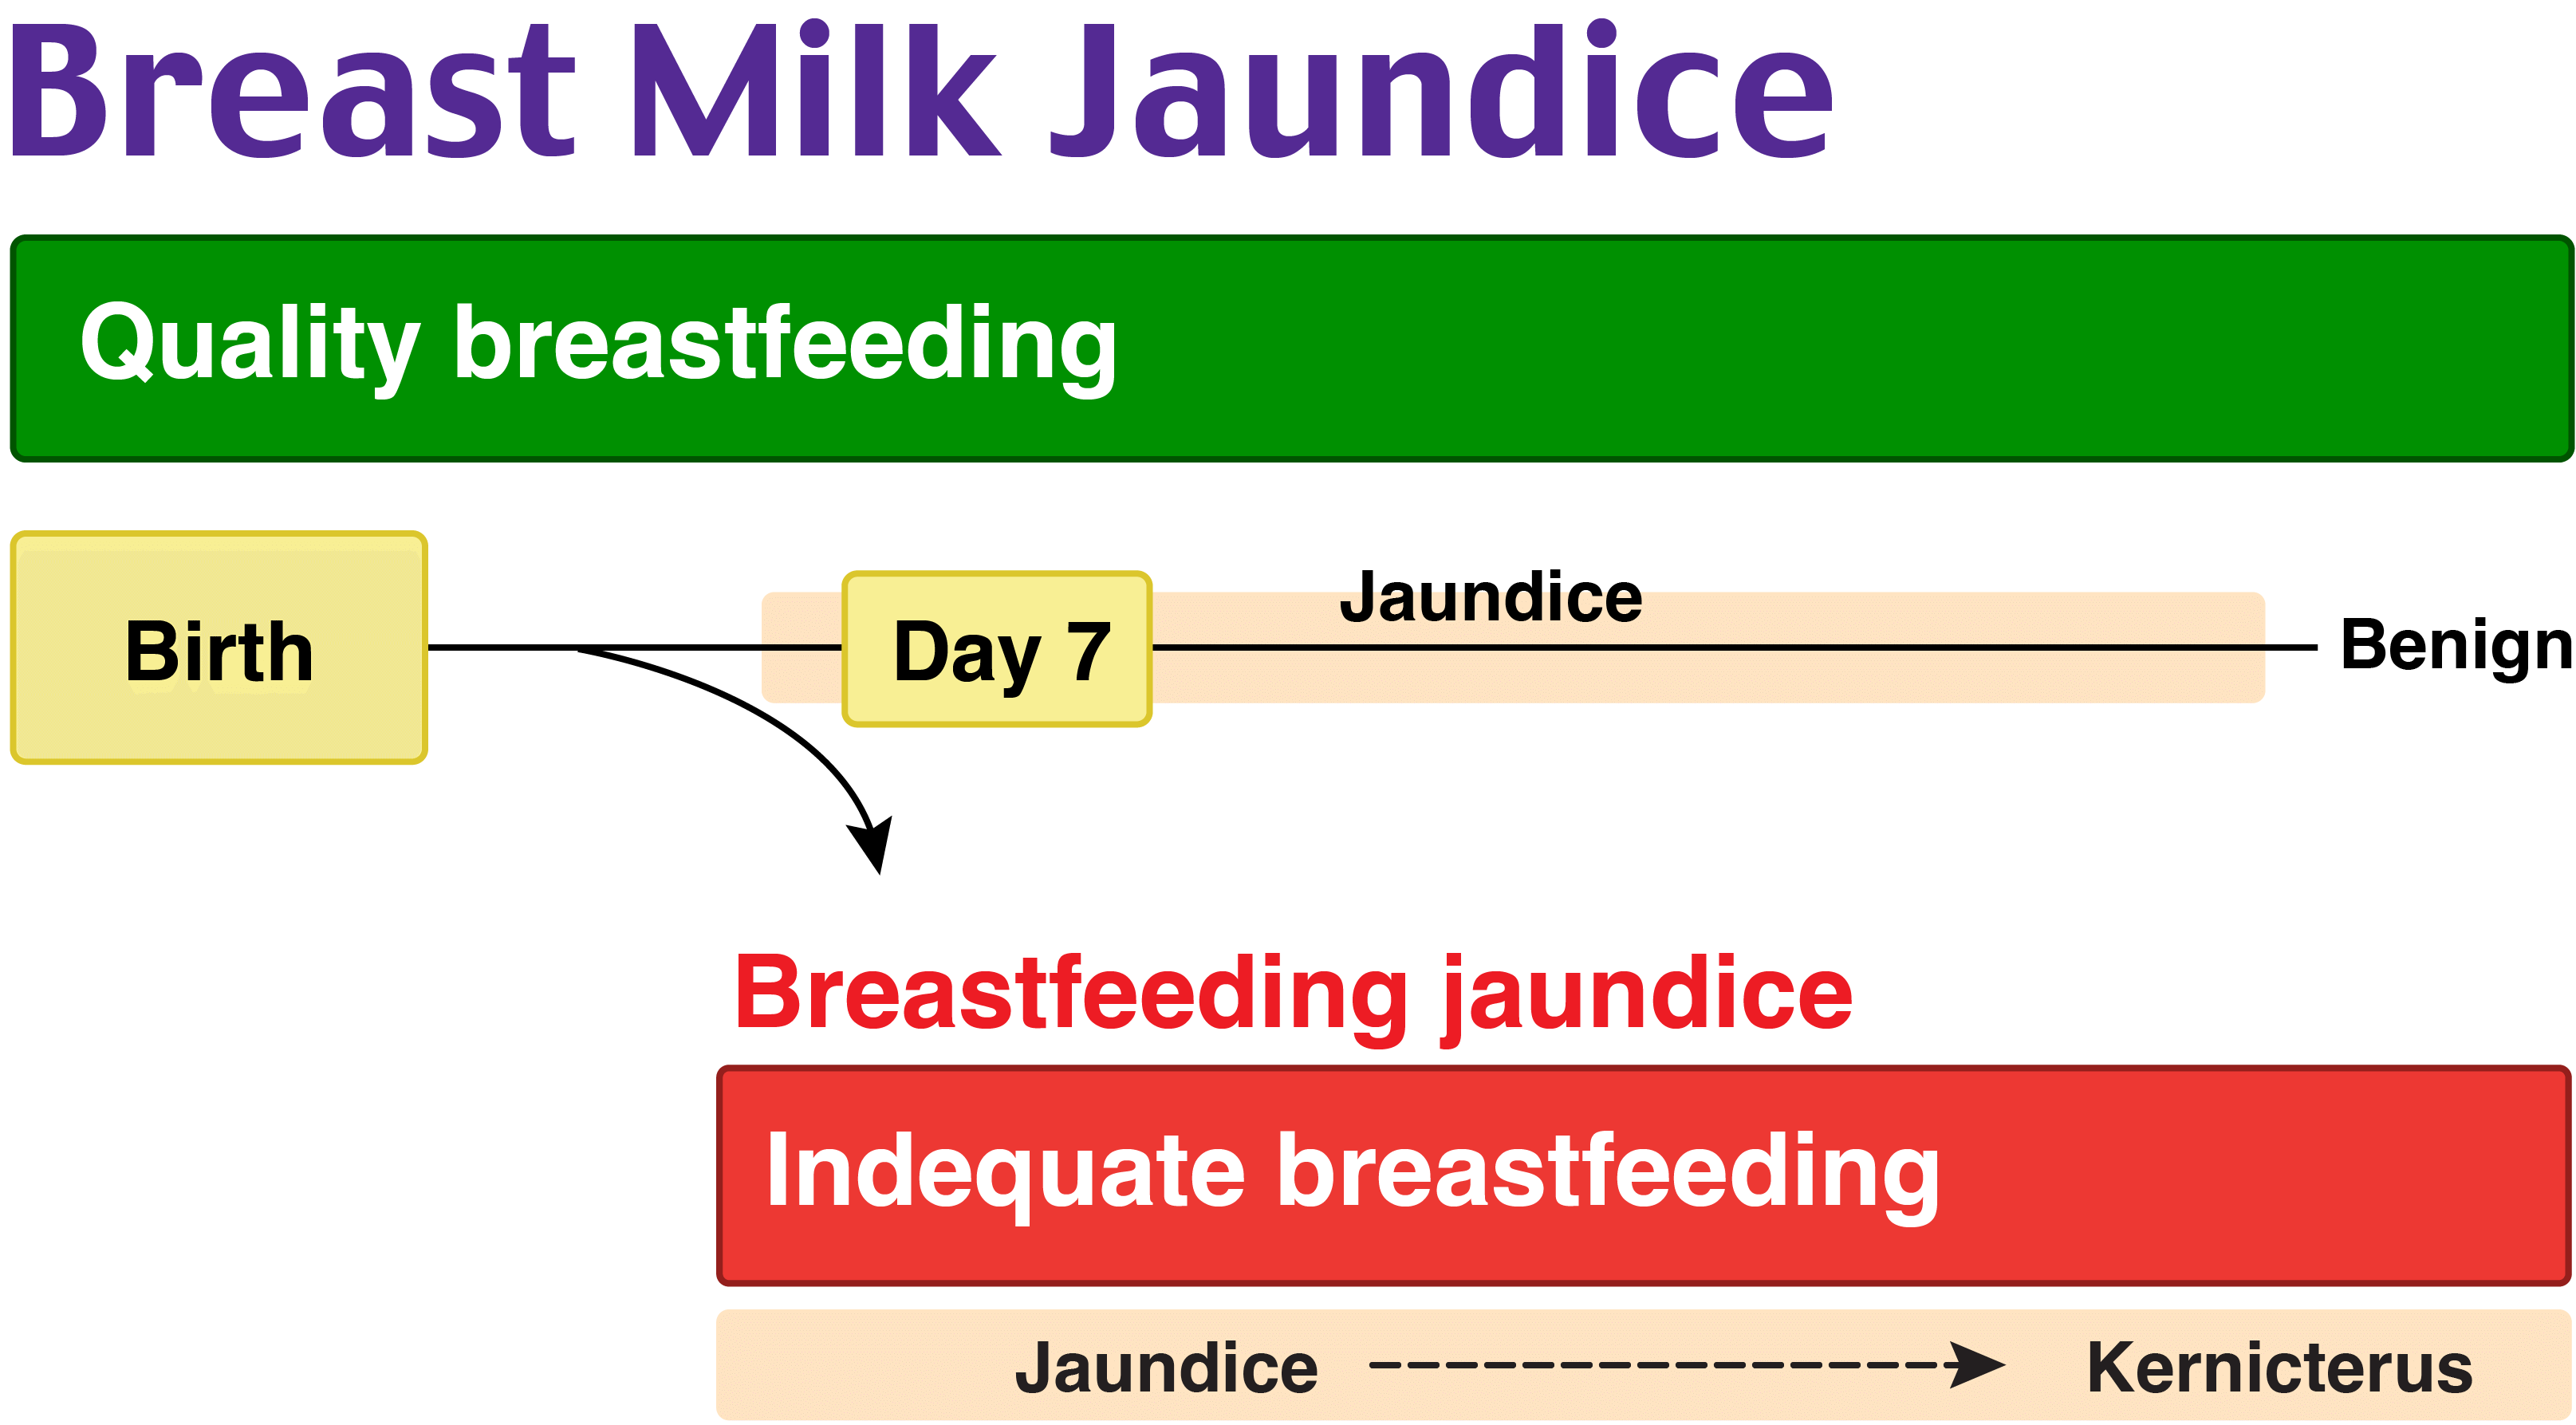 Breast Milk Jaundice
Quality breastfeeding
Birth
Day 7
Jaundice
Benign
Breastfeeding jaundice
Indequate breastfeeding
Jaundice
Kernicterus